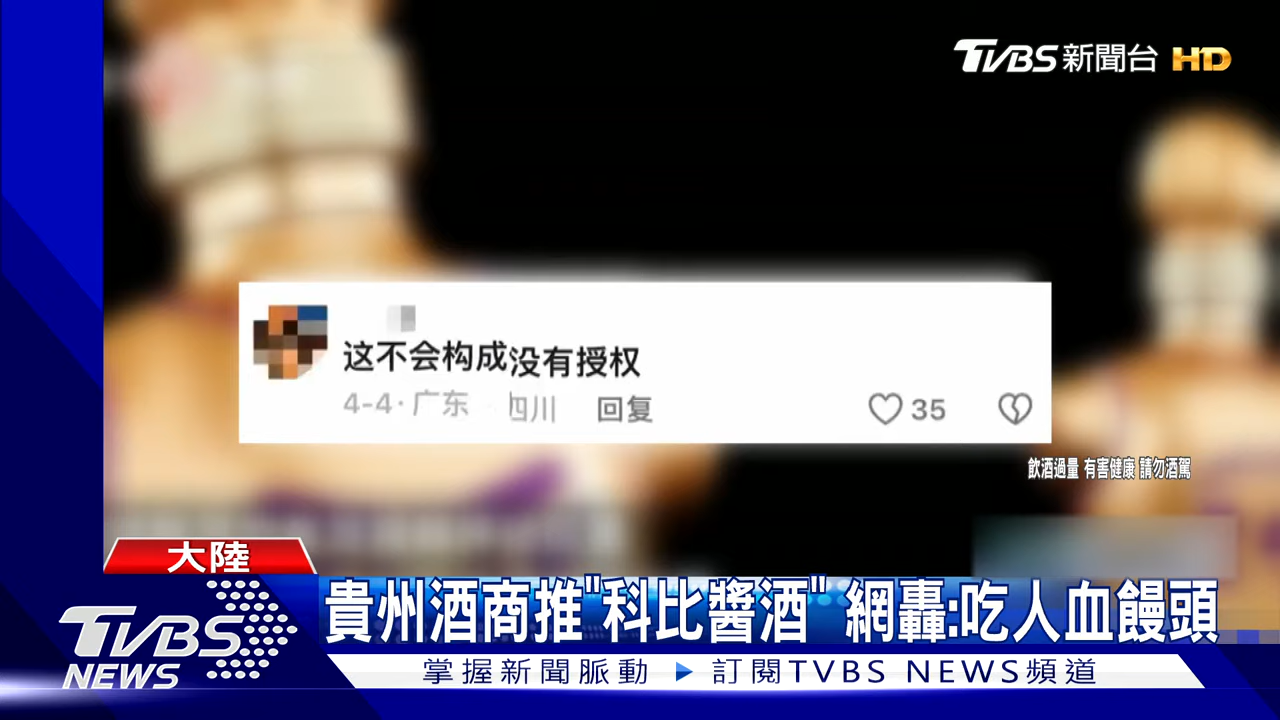 TVBS新聞台 HD
这不会构成没有授权
4-4·广东 四川 回复 35
飲酒過量 有害健康 請勿酒駕
大陸
貴州酒商推"科比醬酒" 網轟:吃人血饅頭
TVBS NEWS
掌握新聞脈動 ▶ 訂閱TVBS NEWS頻道